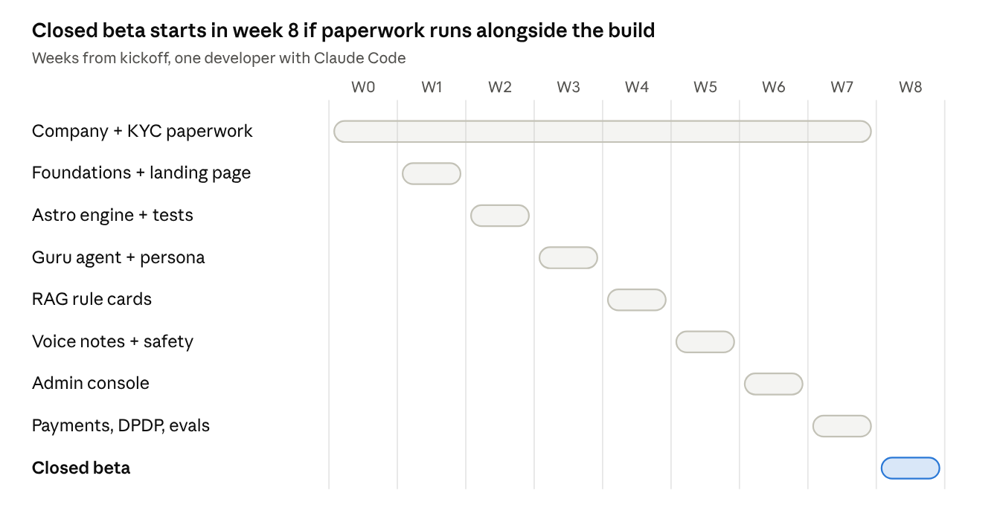 Closed beta starts in week 8 if paperwork runs alongside the build
Weeks from kickoff, one developer with Claude Code
W0 W1 W2 W3 W4 W5 W6 W7 W8
Company + KYC paperwork
Foundations + landing page
Astro engine + tests
Guru agent + persona
RAG rule cards
Voice notes + safety
Admin console
Payments, DPDP, evals
Closed beta